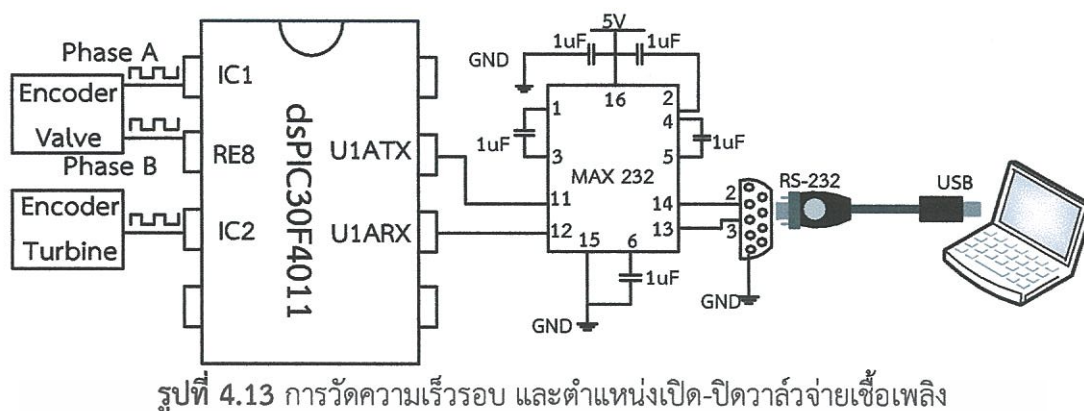 5V
1uF
1uF
Phase A
GND
IC1
Encoder
Valve
16
1
2
4
1uF
3
5
1uF
dsPIC30F4011
RE8
U1ATX
Phase B
MAX 232
RS-232
USB
Encoder
Turbine
IC2
U1ARX
11
14
2
12
13
3
15
6
1uF
GND
GND
รูปที่ 4.13 การวัดความเร็วรอบ และตำแหน่งเปิด-ปิดวาล์วจ่ายเชื้อเพลิง